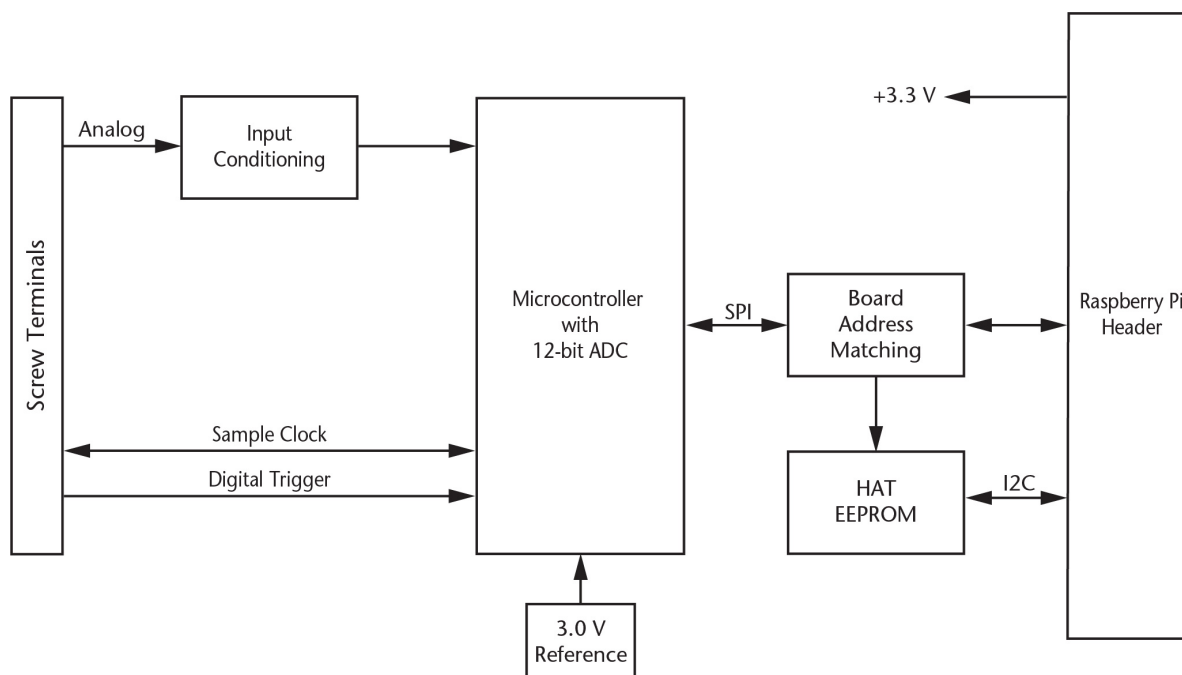 +3.3 V
Analog
Input
Conditioning
Screw Terminals
Microcontroller
with
12-bit ADC
SPI
Board
Address
Matching
Raspberry Pi
Header
Sample Clock
Digital Trigger
HAT
EEPROM
I2C
3.0 V
Reference